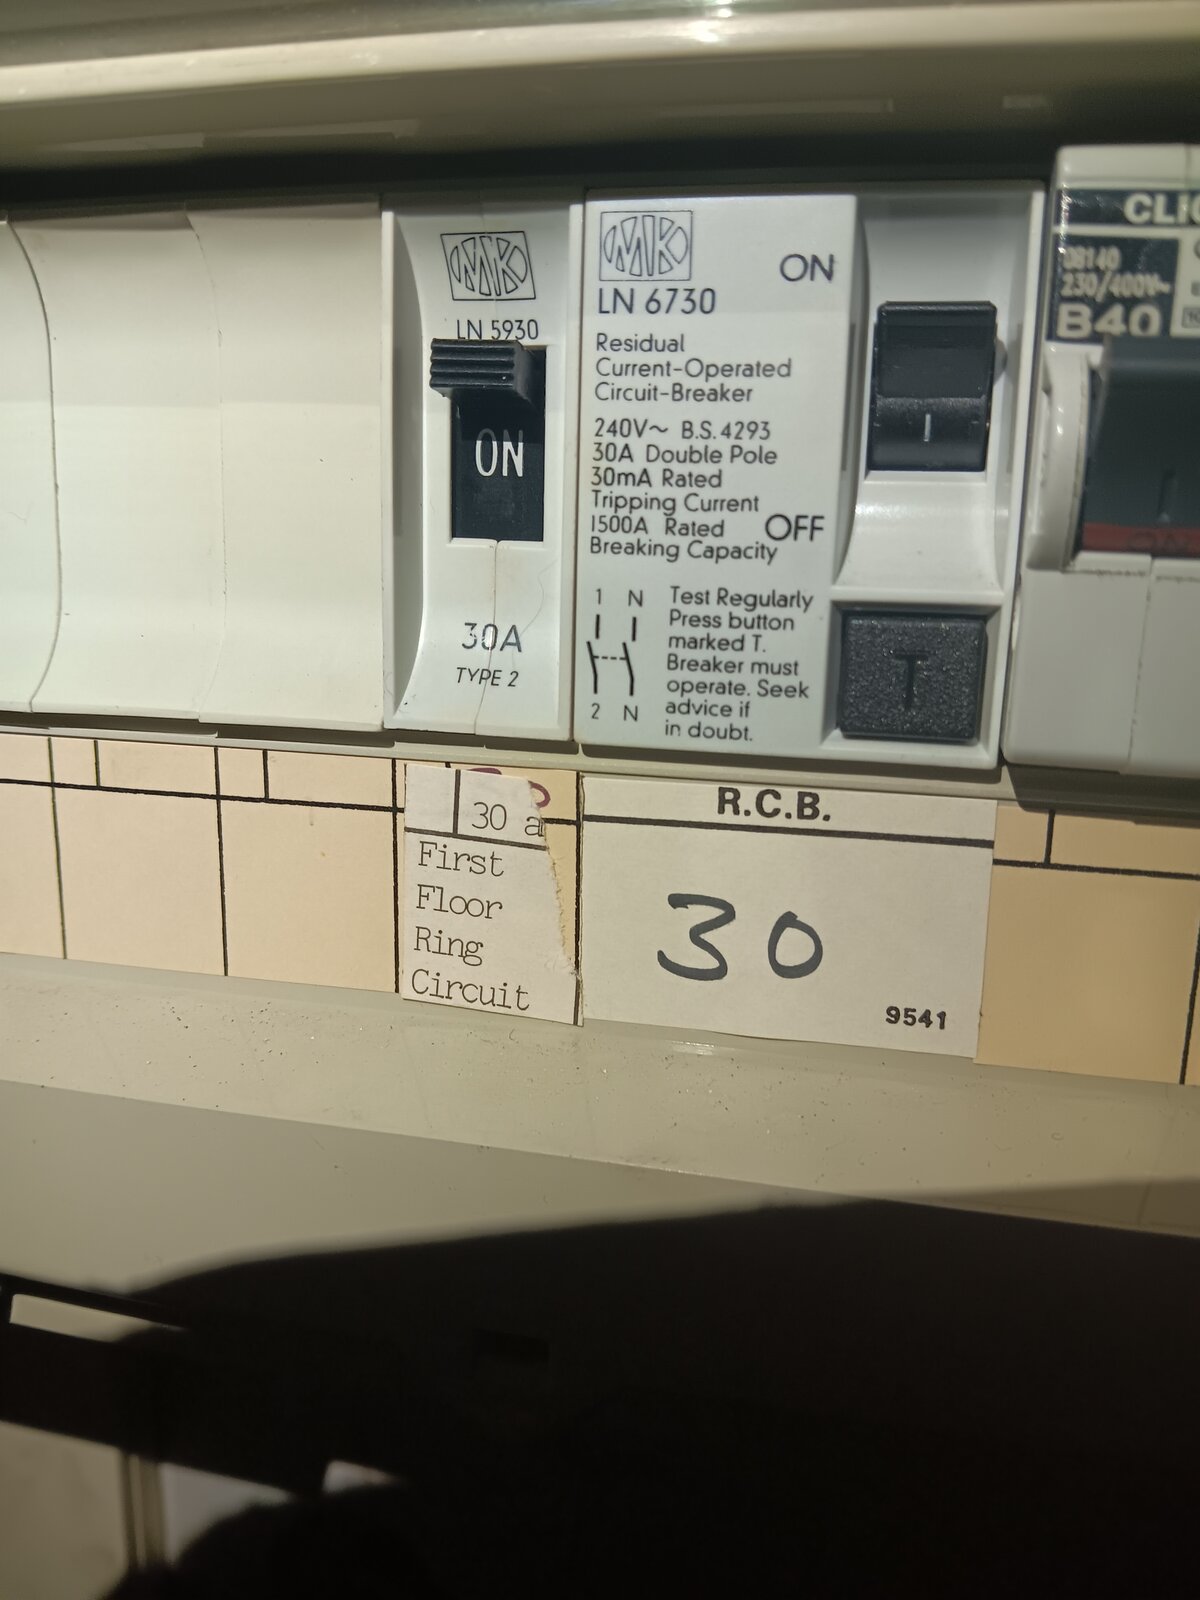 MK
LN 5930
ON
30A
TYPE 2
MK
LN 6730
ON
Residual
Current-Operated
Circuit-Breaker
240V~ B.S. 4293
30A Double Pole
30mA Rated
Tripping Current
1500A Rated
Breaking Capacity
OFF
I
1 N
2 N
Test Regularly
Press button
marked T.
Breaker must
operate. Seek
advice if
in doubt.
T
230/400V~
B40
30 a
First
Floor
Ring
Circuit
R.C.B.
30
9541